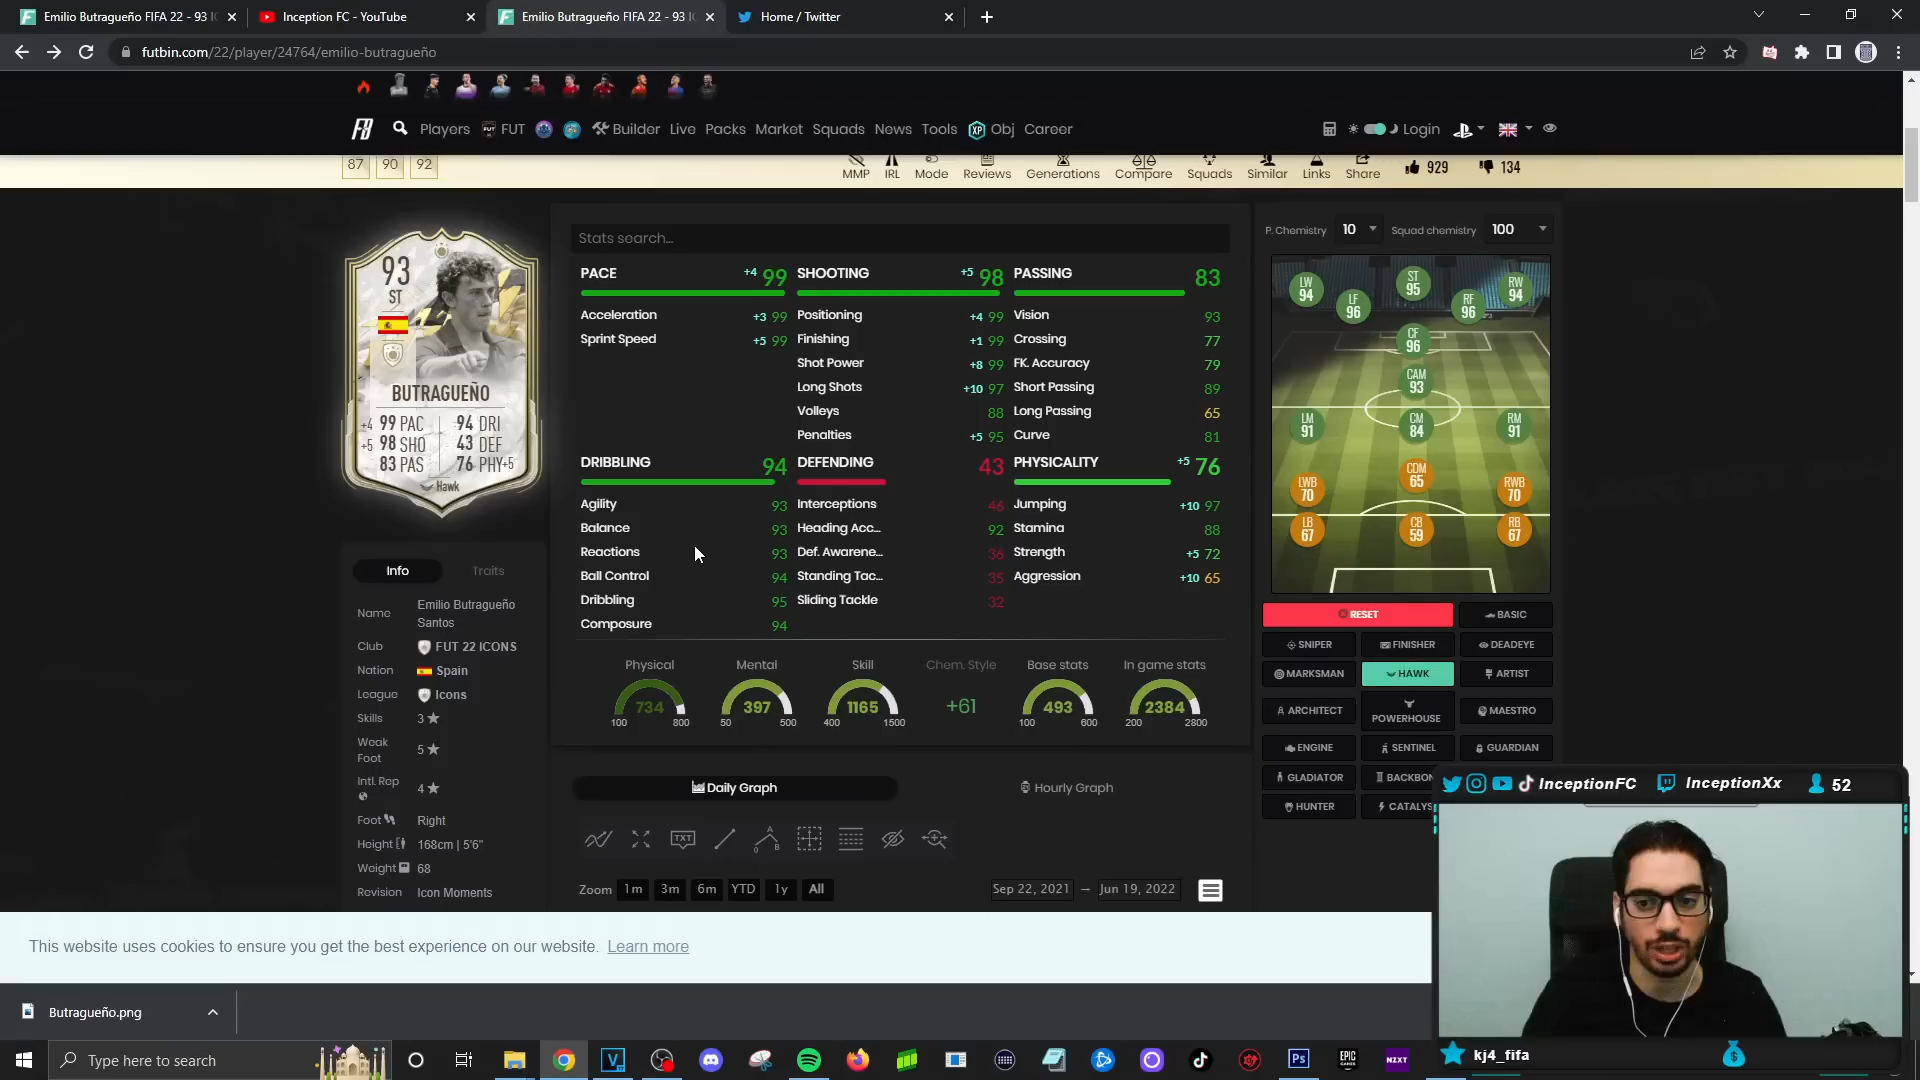 Emilio Butragueño FIFA 22 - 93 IC
Inception FC - YouTube
Emilio Butragueño FIFA 22 - 93 IC
Home / Twitter
futbin.com/22/player/24764/emilio-butragueño
Players FUT Builder Live Packs Market Squads News Tools XP Obj Career Login
87 90 92
MMP IRL Mode Reviews Generations Compare Squads Similar Links Share 929 134
93
ST
BUTRAGUEÑO
+4 99 PAC 94 DRI
+5 98 SHO 43 DEF
83 PAS 76 PHY+5
Hawk
Info Traits
Name Emilio Butragueño Santos
Club FUT 22 ICONS
Nation Spain
League Icons
Skills 3
Weak Foot 5
Intl. Rep 4
Foot Right
Height 168cm | 5'6"
Weight 68
Revision Icon Moments
Stats search...
PACE +4 99
Acceleration +3 99
Sprint Speed +5 99
SHOOTING +5 98
Positioning +4 99
Finishing +1 99
Shot Power +8 99
Long Shots +10 97
Volleys 88
Penalties +5 95
PASSING 83
Vision 93
Crossing 77
FK. Accuracy 79
Short Passing 89
Long Passing 65
Curve 81
DRIBBLING 94
Agility 93
Balance 93
Reactions 93
Ball Control 94
Dribbling 95
Composure 94
DEFENDING 43
Interceptions 46
Heading Acc... 92
Def. Awarene... 36
Standing Tac... 35
Sliding Tackle 32
PHYSICALITY +5 76
Jumping +10 97
Stamina 88
Strength +5 72
Aggression +10 65
Physical Mental Skill Chem. Style Base stats In game stats
734 397 1165 +61 493 2384
100 800 50 500 400 1500 100 600 200 2800
Daily Graph Hourly Graph
TXT
Zoom 1m 3m 6m YTD 1y All Sep 22, 2021 → Jun 19, 2022
P. Chemistry 10 Squad chemistry 100
LW 94
ST 95
RW 94
LF 96
RF 96
CF 96
CAM 93
LM 91
CM 84
RM 91
LWB 70
CDM 65
RWB 70
LB 67
CB 59
RB 67
RESET BASIC
SNIPER FINISHER DEADEYE
MARKSMAN HAWK ARTIST
ARCHITECT POWERHOUSE MAESTRO
ENGINE SENTINEL GUARDIAN
GLADIATOR BACKBON
HUNTER CATALYS
InceptionFC InceptionXx 52
kj4_fifa
This website uses cookies to ensure you get the best experience on our website. Learn more
Butragueño.png
Type here to search
V
Ps
EPIC GAMES
NZXT